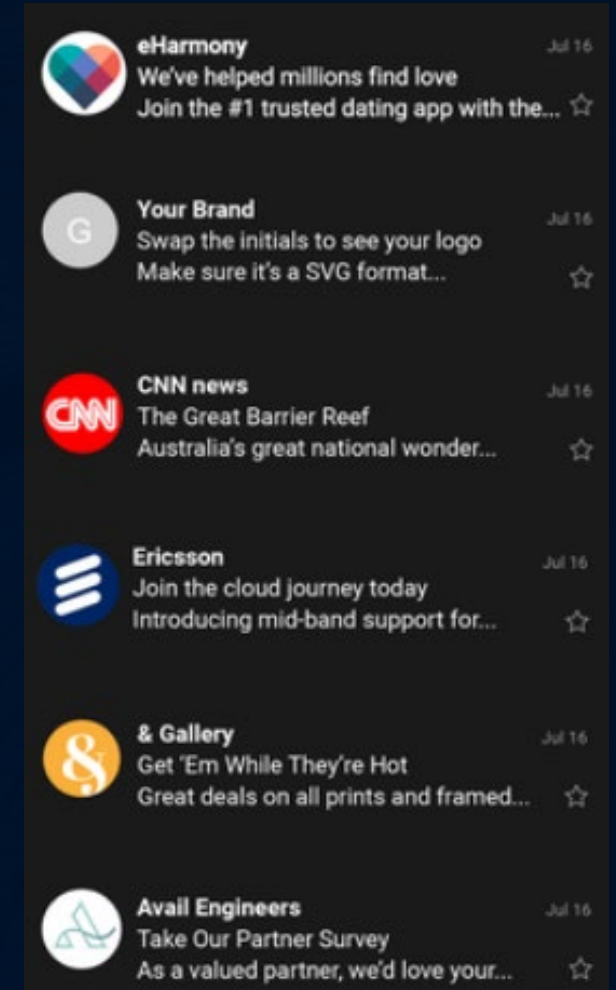 eHarmony
Jul 16
We've helped millions find love
Join the #1 trusted dating app with the...
G
Your Brand
Jul 16
Swap the initials to see your logo
Make sure it's a SVG format...
CNN
CNN news
Jul 16
The Great Barrier Reef
Australia's great national wonder...
Ericsson
Jul 16
Join the cloud journey today
Introducing mid-band support for...
&
& Gallery
Jul 16
Get 'Em While They're Hot
Great deals on all prints and framed...
Avail Engineers
Jul 16
Take Our Partner Survey
As a valued partner, we'd love your...